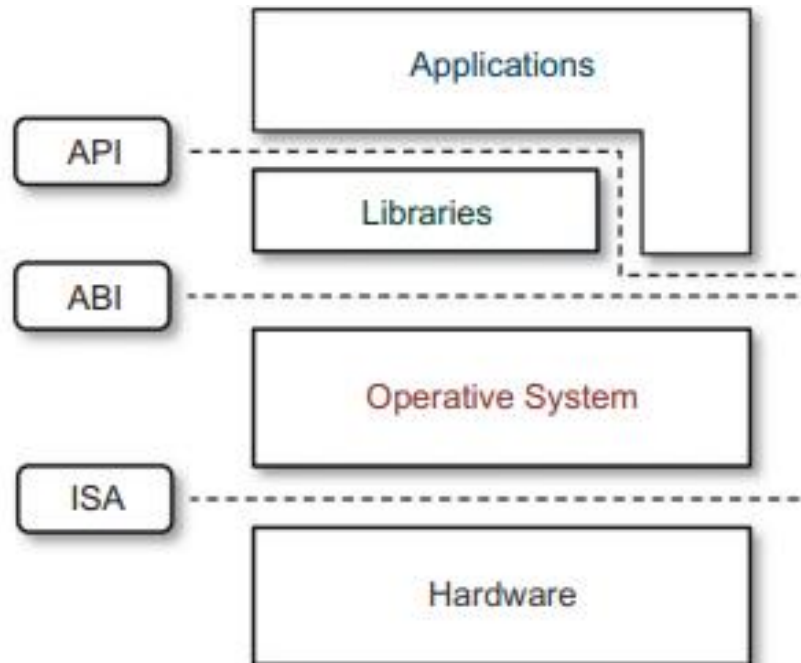 Applications
API
Libraries
ABI
Operative System
ISA
Hardware